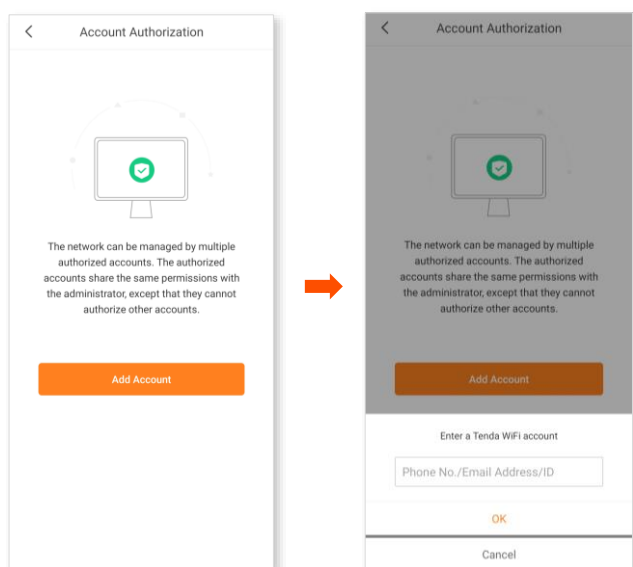 Account Authorization
The network can be managed by multiple
authorized accounts. The authorized
accounts share the same permissions with
the administrator, except that they cannot
authorize other accounts.
Add Account
Account Authorization
The network can be managed by multiple
authorized accounts. The authorized
accounts share the same permissions with
the administrator, except that they cannot
authorize other accounts.
Add Account
Enter a Tenda WiFi account
Phone No./Email Address/ID
OK
Cancel